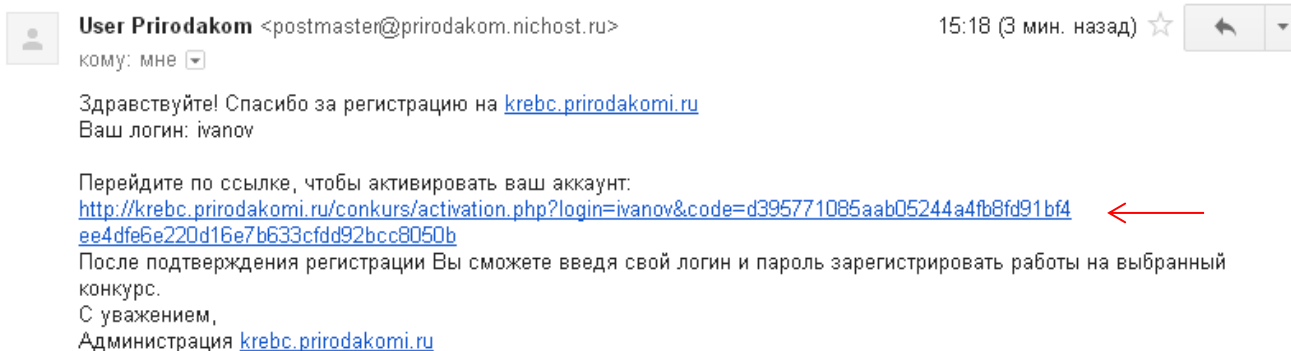 User Prirodakom <postmaster@prirodakom.nichost.ru>
15:18 (3 мин. назад)
кому: мне
Здравствуйте! Спасибо за регистрацию на krebc.prirodakomi.ru
Ваш логин: ivanov
Перейдите по ссылке, чтобы активировать ваш аккаунт:
http://krebc.prirodakomi.ru/conkurs/activation.php?login=ivanov&code=d395771085aab05244a4fb8fd91bf4
ee4dfe6e220d16e7b633cfdd92bcc8050b
После подтверждения регистрации Вы сможете введя свой логин и пароль зарегистрировать работы на выбранный
конкурс.
С уважением,
Администрация krebc.prirodakomi.ru